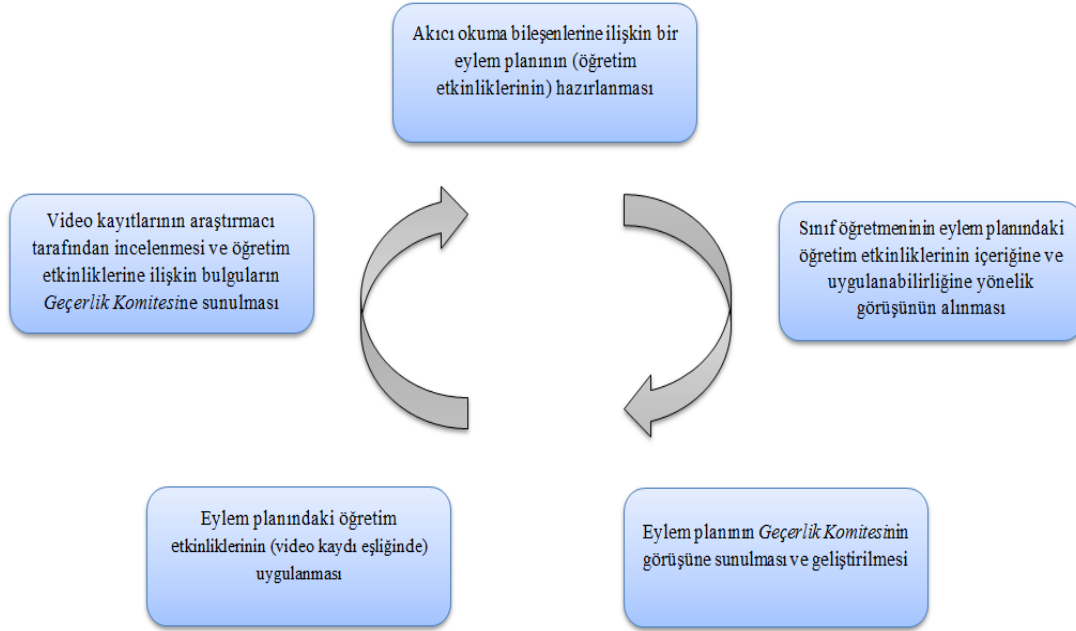 Akıcı okuma bileşenlerine ilişkin bir
eylem planının (öğretim
etkinliklerinin) hazırlanması
Sınıf öğretmeninin eylem planındaki
öğretim etkinliklerinin içeriğine ve
uygulanabilirliğine yönelik
görüşünün alınması
Eylem planının Geçerlik Komitesinin
görüşüne sunulması ve geliştirilmesi
Eylem planındaki öğretim
etkinliklerinin (video kaydı eşliğinde)
uygulanması
Video kayıtlarının araştırmacı
tarafından incelenmesi ve öğretim
etkinliklerine ilişkin bulguların
Geçerlik Komitesine sunulması